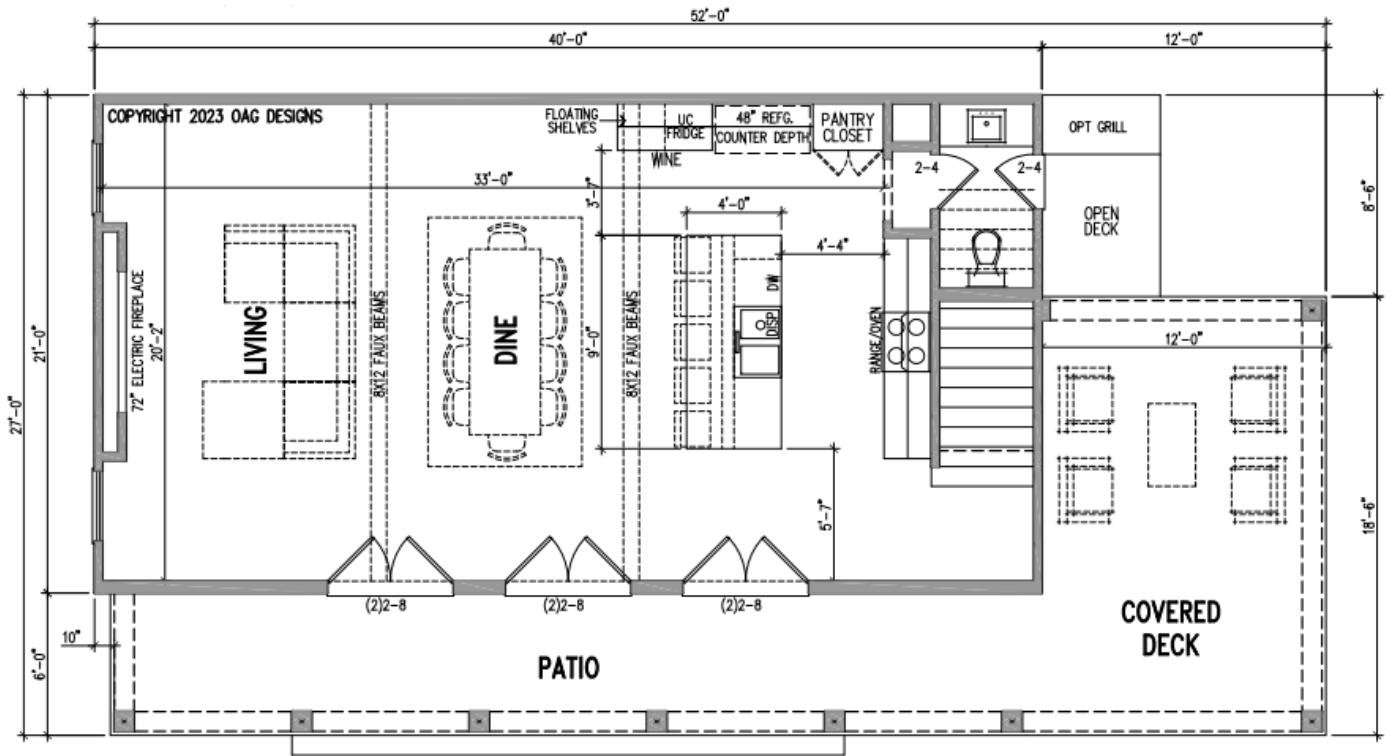 52'-0"
40'-0"
12'-0"
COPYRIGHT 2023 OAG DESIGNS
FLOATING
SHELVES
UC
FRIDGE
WINE
48" REFG.
COUNTER DEPTH
PANTRY
CLOSET
OPT GRILL
2-4
2-4
33'-0"
3'-7"
4'-0"
4'-4"
OPEN
DECK
8'-6"
27'-0"
21'-0"
72" ELECTRIC FIREPLACE
20'-2"
LIVING
8X12 FAUX BEAMS
DINE
9'-0"
8X12 FAUX BEAMS
DW
DISP
RANGE/OVEN
12'-0"
5'-7"
18'-6"
(2)2-8
(2)2-8
(2)2-8
COVERED
DECK
10"
6'-0"
PATIO